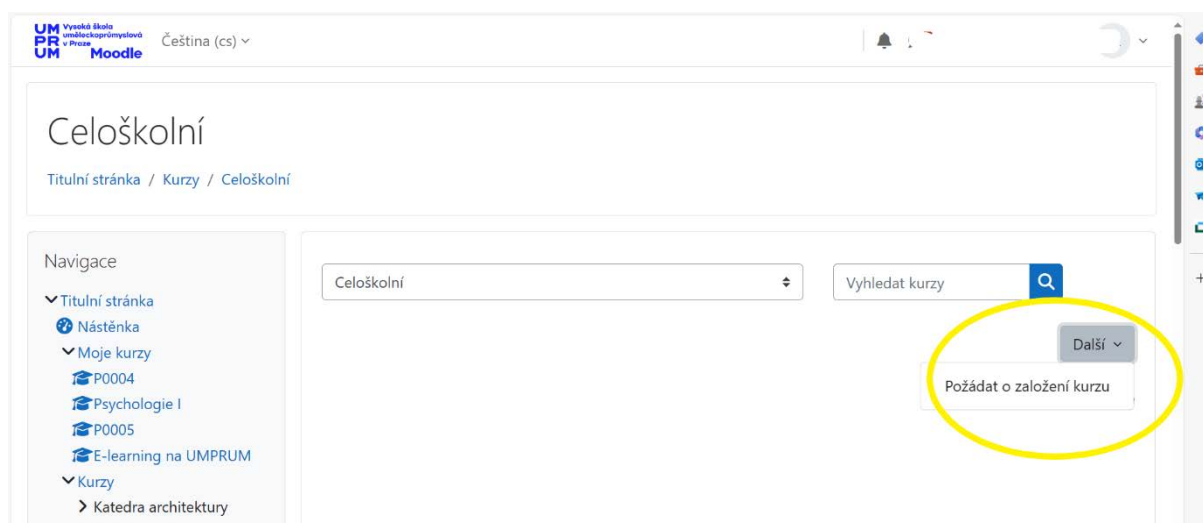 UM Vysoká škola
PR uměleckoprůmyslová
v Praze
UM Moodle
Čeština (cs)
Celoškolní
Titulní stránka / Kurzy / Celoškolní
Navigace
Titulní stránka
Nástěnka
Moje kurzy
P0004
Psychologie I
P0005
E-learning na UMPRUM
Kurzy
Katedra architektury
Celoškolní
Vyhledat kurzy
Další
Požádat o založení kurzu